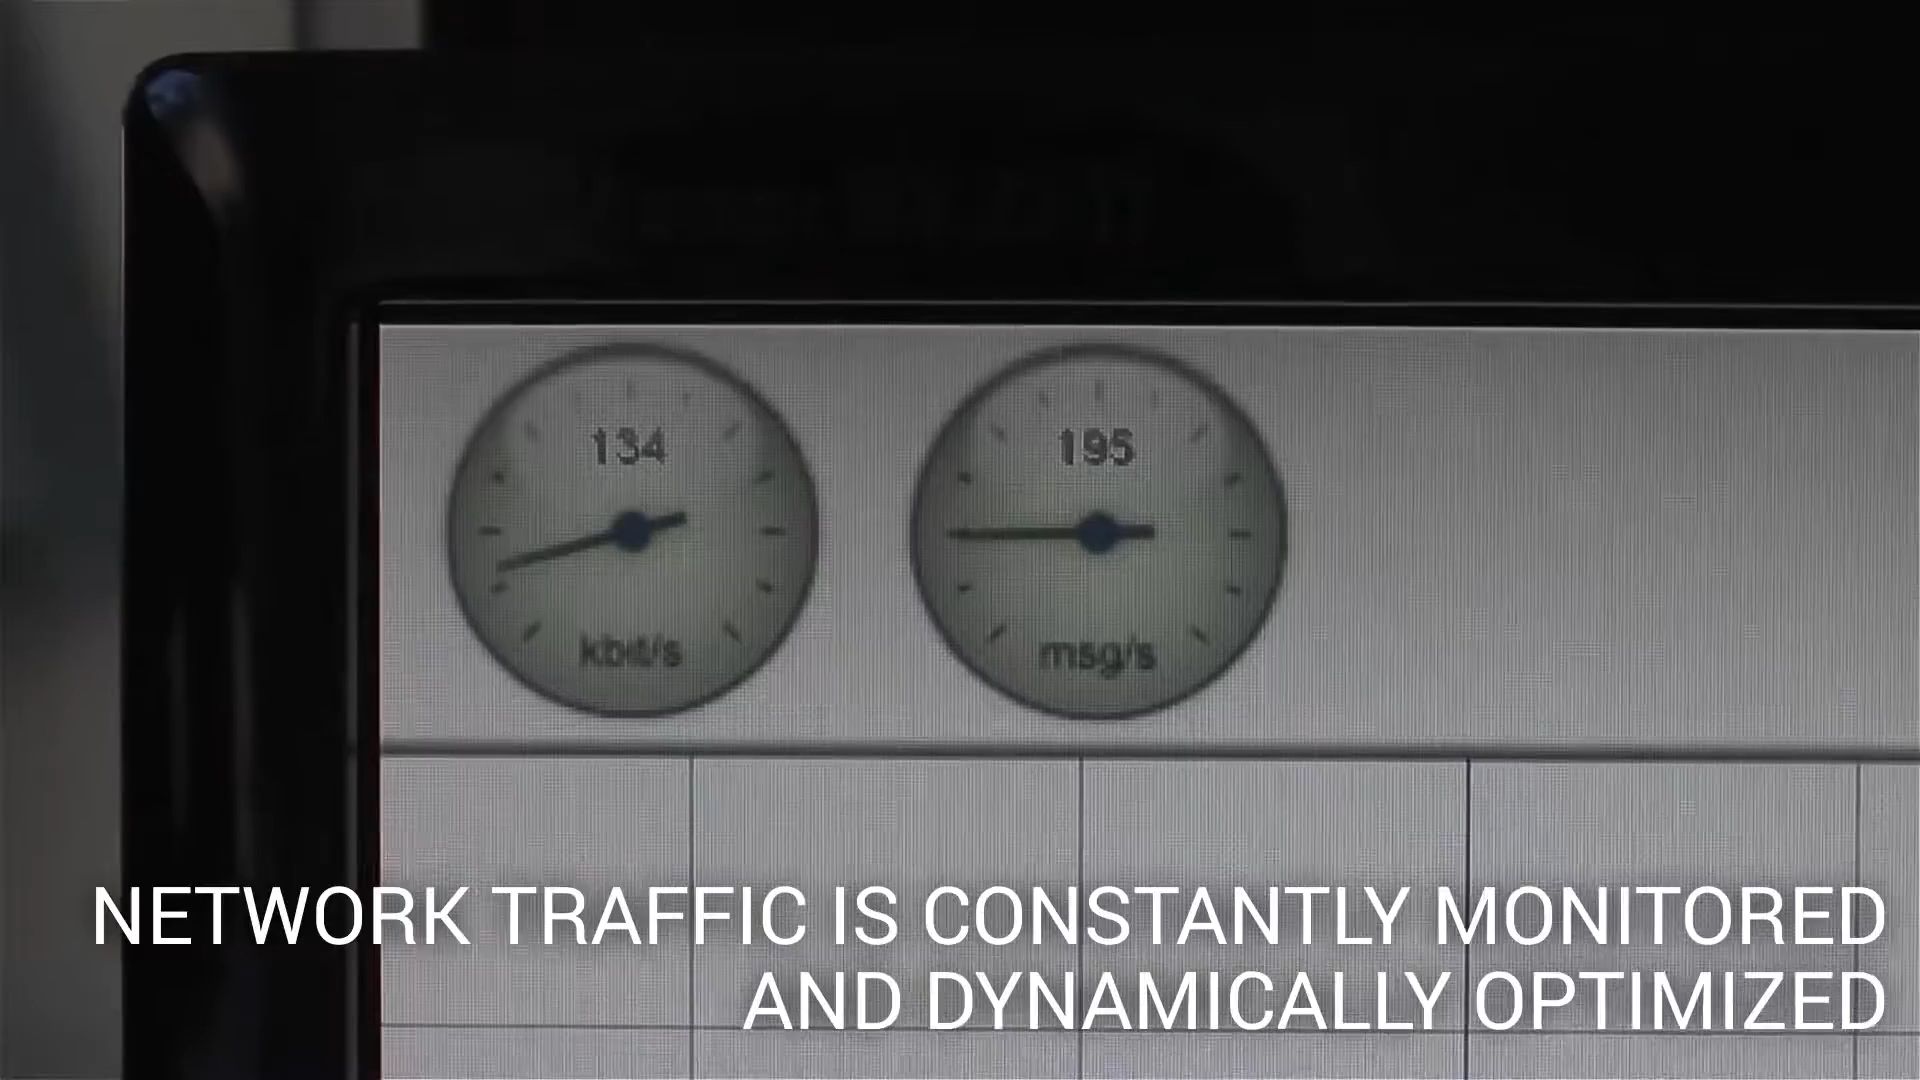 134
195
kbit/s
msg/s
NETWORK TRAFFIC IS CONSTANTLY MONITORED
AND DYNAMICALLY OPTIMIZED